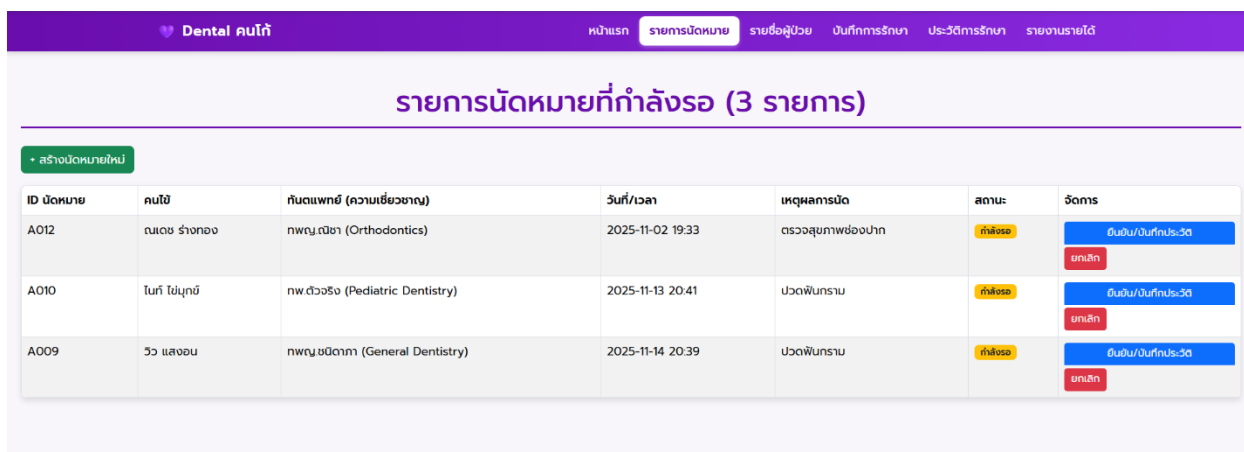 💜 Dental คนโก้ หน้าแรก รายการนัดหมาย รายชื่อผู้ป่วย บันทึกการรักษา ประวัติการรักษา รายงานรายได้
รายการนัดหมายที่กำลังรอ (3 รายการ)
+ สร้างนัดหมายใหม่
ID นัดหมาย คนไข้ ทันตแพทย์ (ความเชี่ยวชาญ) วันที่/เวลา เหตุผลการนัด สถานะ จัดการ
A012 ณเดช ร่างทอง ทพญ.ณิชา (Orthodontics) 2025-11-02 19:33 ตรวจสุขภาพช่องปาก กำลังรอ ยืนยัน/บันทึกประวัติ
ยกเลิก
A010 ไนท์ ไข่มุกข์ ทพ.ตัวจริง (Pediatric Dentistry) 2025-11-13 20:41 ปวดฟันกราม กำลังรอ ยืนยัน/บันทึกประวัติ
ยกเลิก
A009 วิว แสงอน ทพญ.ชนิดาภา (General Dentistry) 2025-11-14 20:39 ปวดฟันกราม กำลังรอ ยืนยัน/บันทึกประวัติ
ยกเลิก